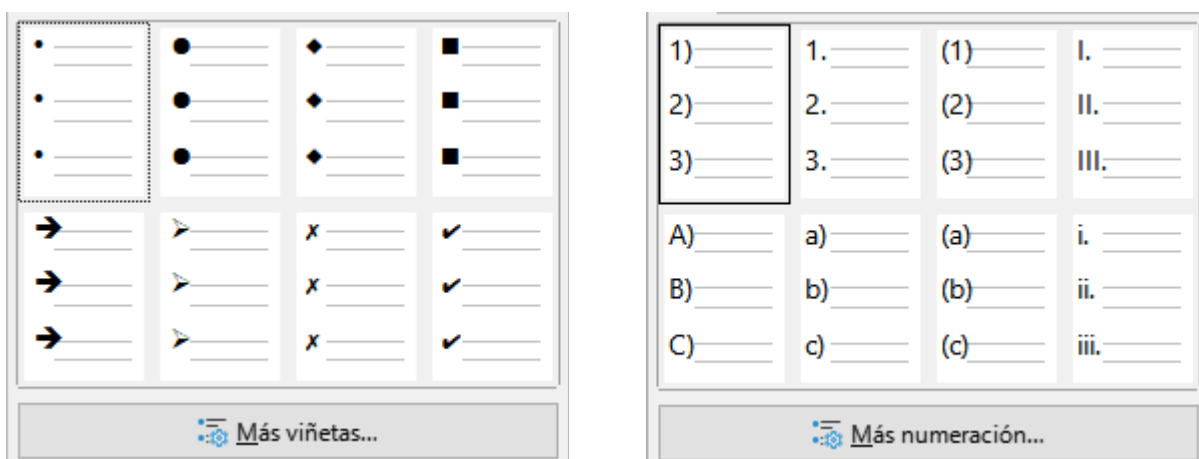 • • • •
• ● ◆ ■
• ● ◆ ■
➔ ➢ ✗ ✔
➔ ➢ ✗ ✔
➔ ➢ ✗ ✔
Más viñetas...
1) 1. (1) I.
2) 2. (2) II.
3) 3. (3) III.
A) a) (a) i.
B) b) (b) ii.
C) c) (c) iii.
Más numeración...